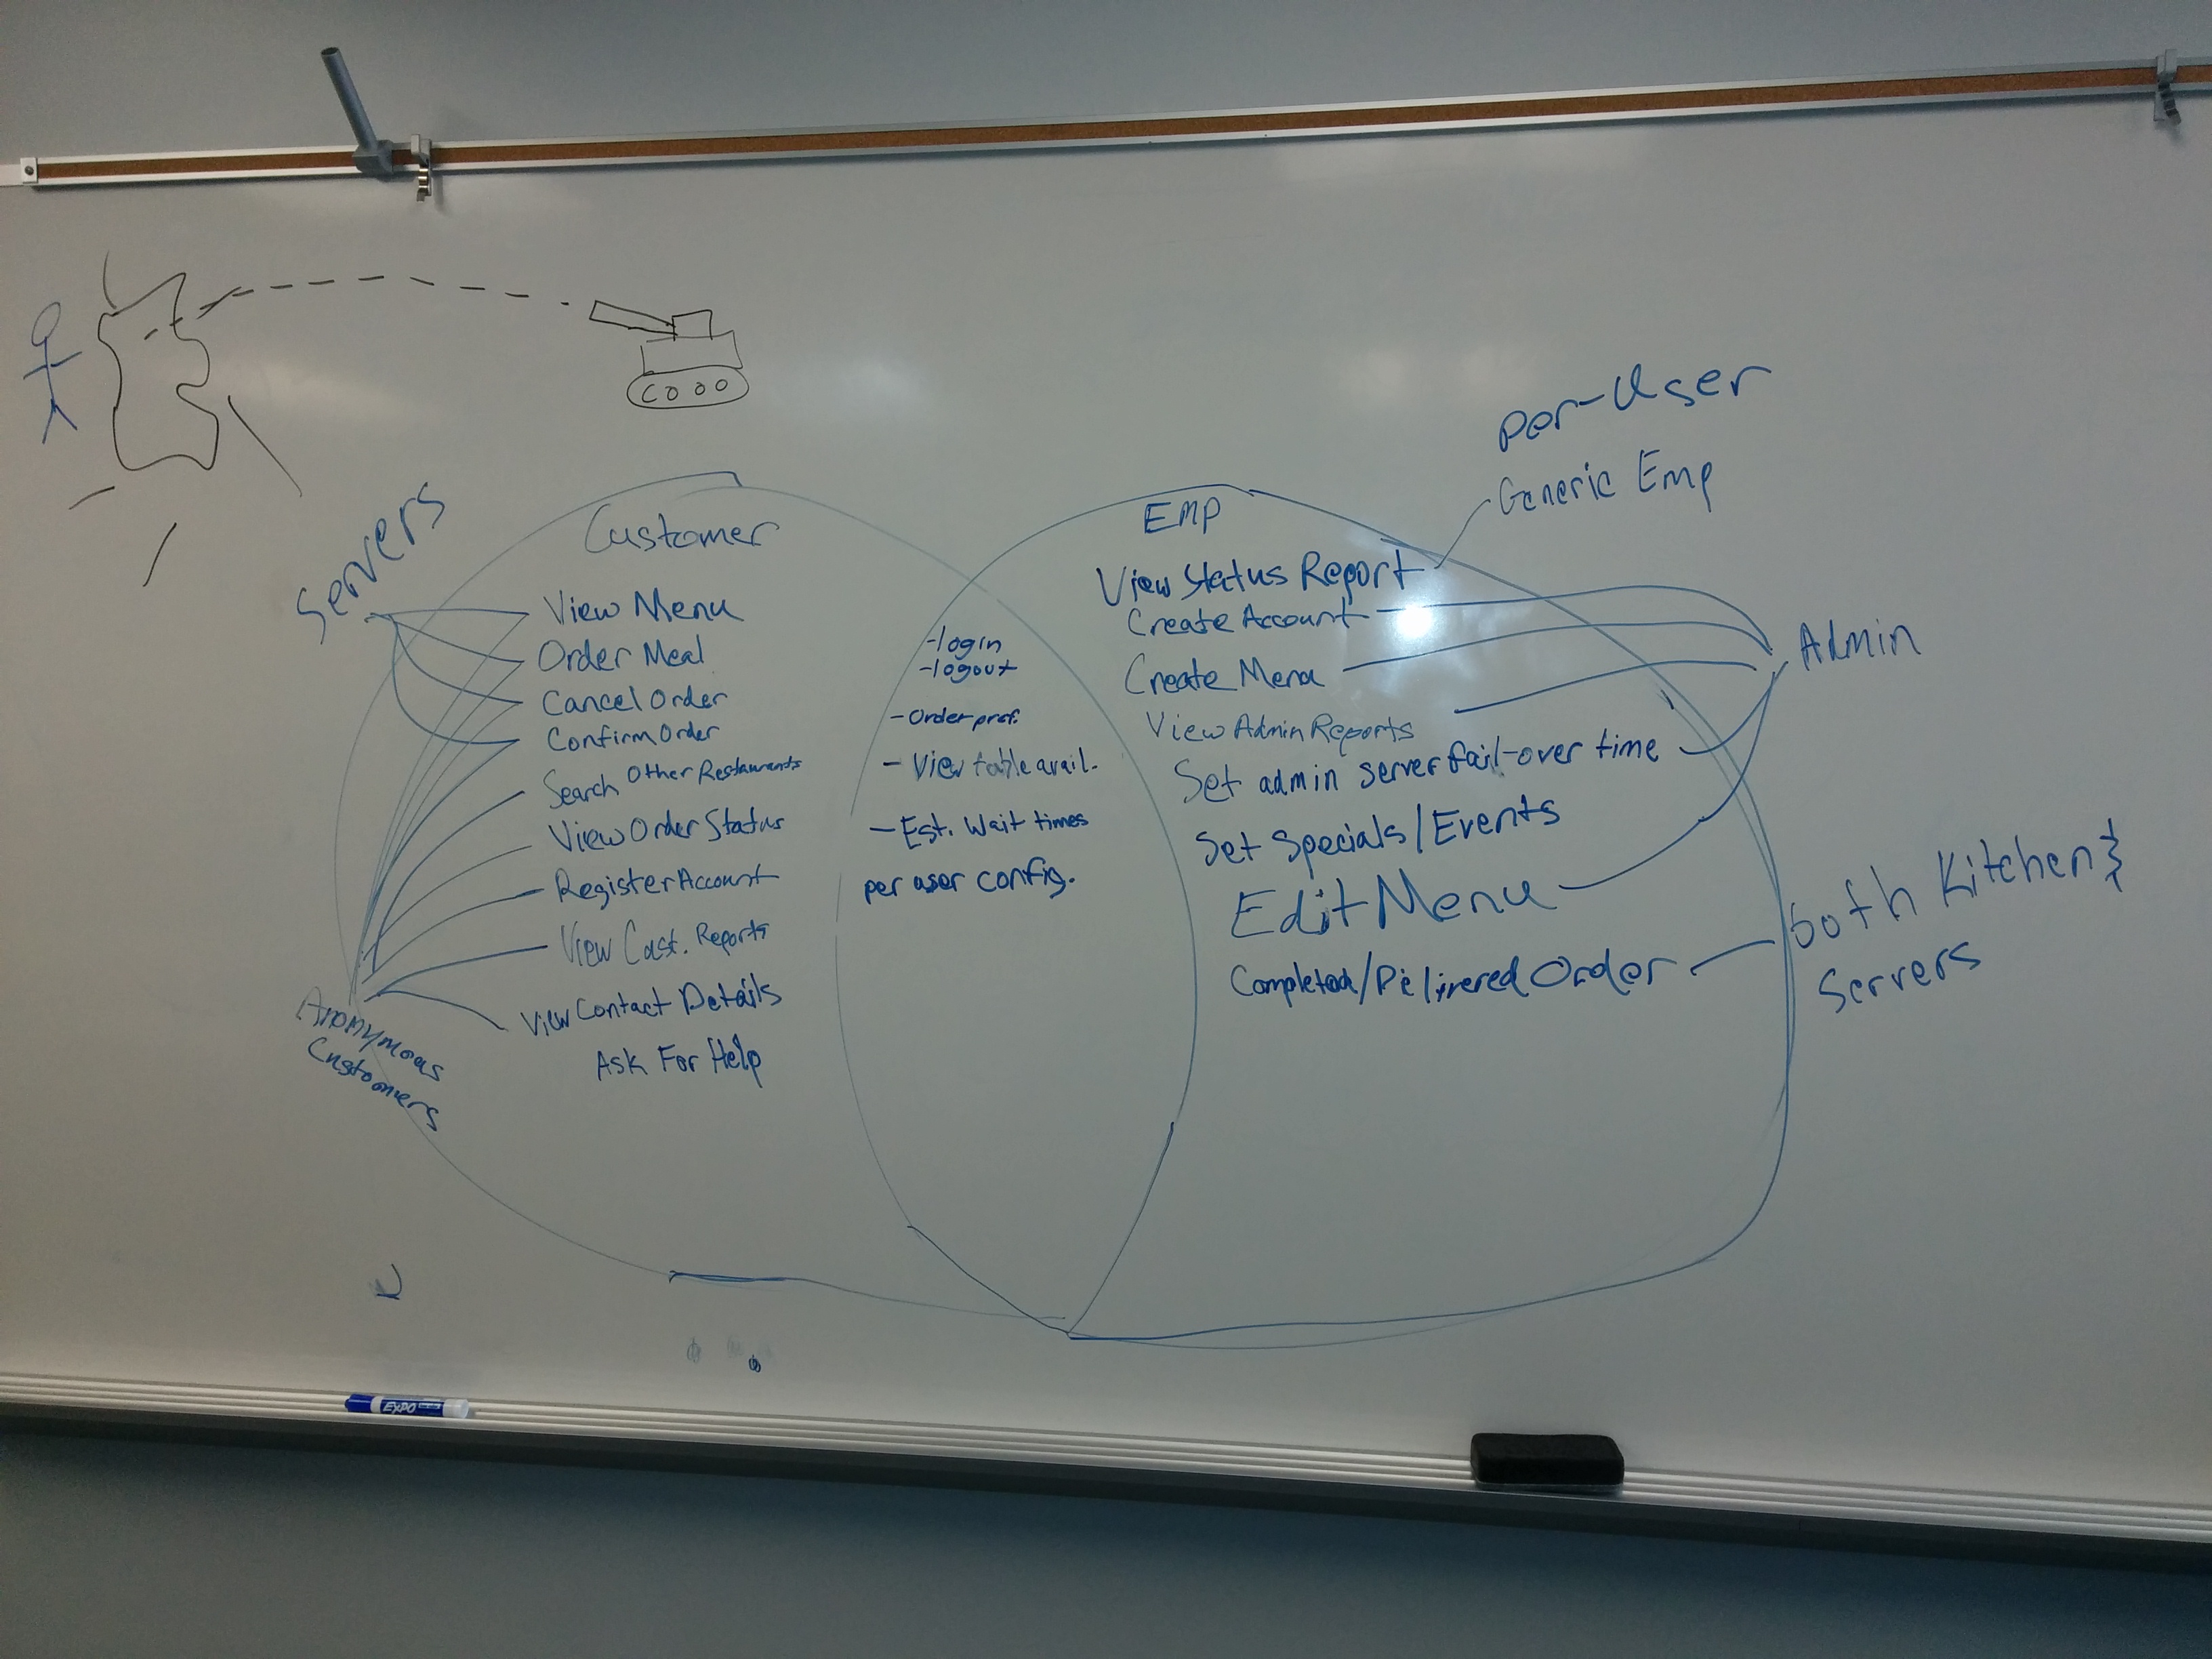 per-User
Generic Emp
Servers
Customer
View Menu
Order Meal
Cancel Order
Confirm Order
Search Other Restaurants
View Order Status
Register Account
View Cust. Reports
View Contact Details
Ask For Help
Anonymous
Customers
-login
-logout
-Order pref.
- View table avail.
- Est. Wait times
per user config.
Emp
View Status Report
Create Account
Create Menu
View Admin Reports
Set admin server fail-over time
Set Specials/Events
Edit Menu
Completed/Delivered Order
Admin
both Kitchen &
Servers
EXPO